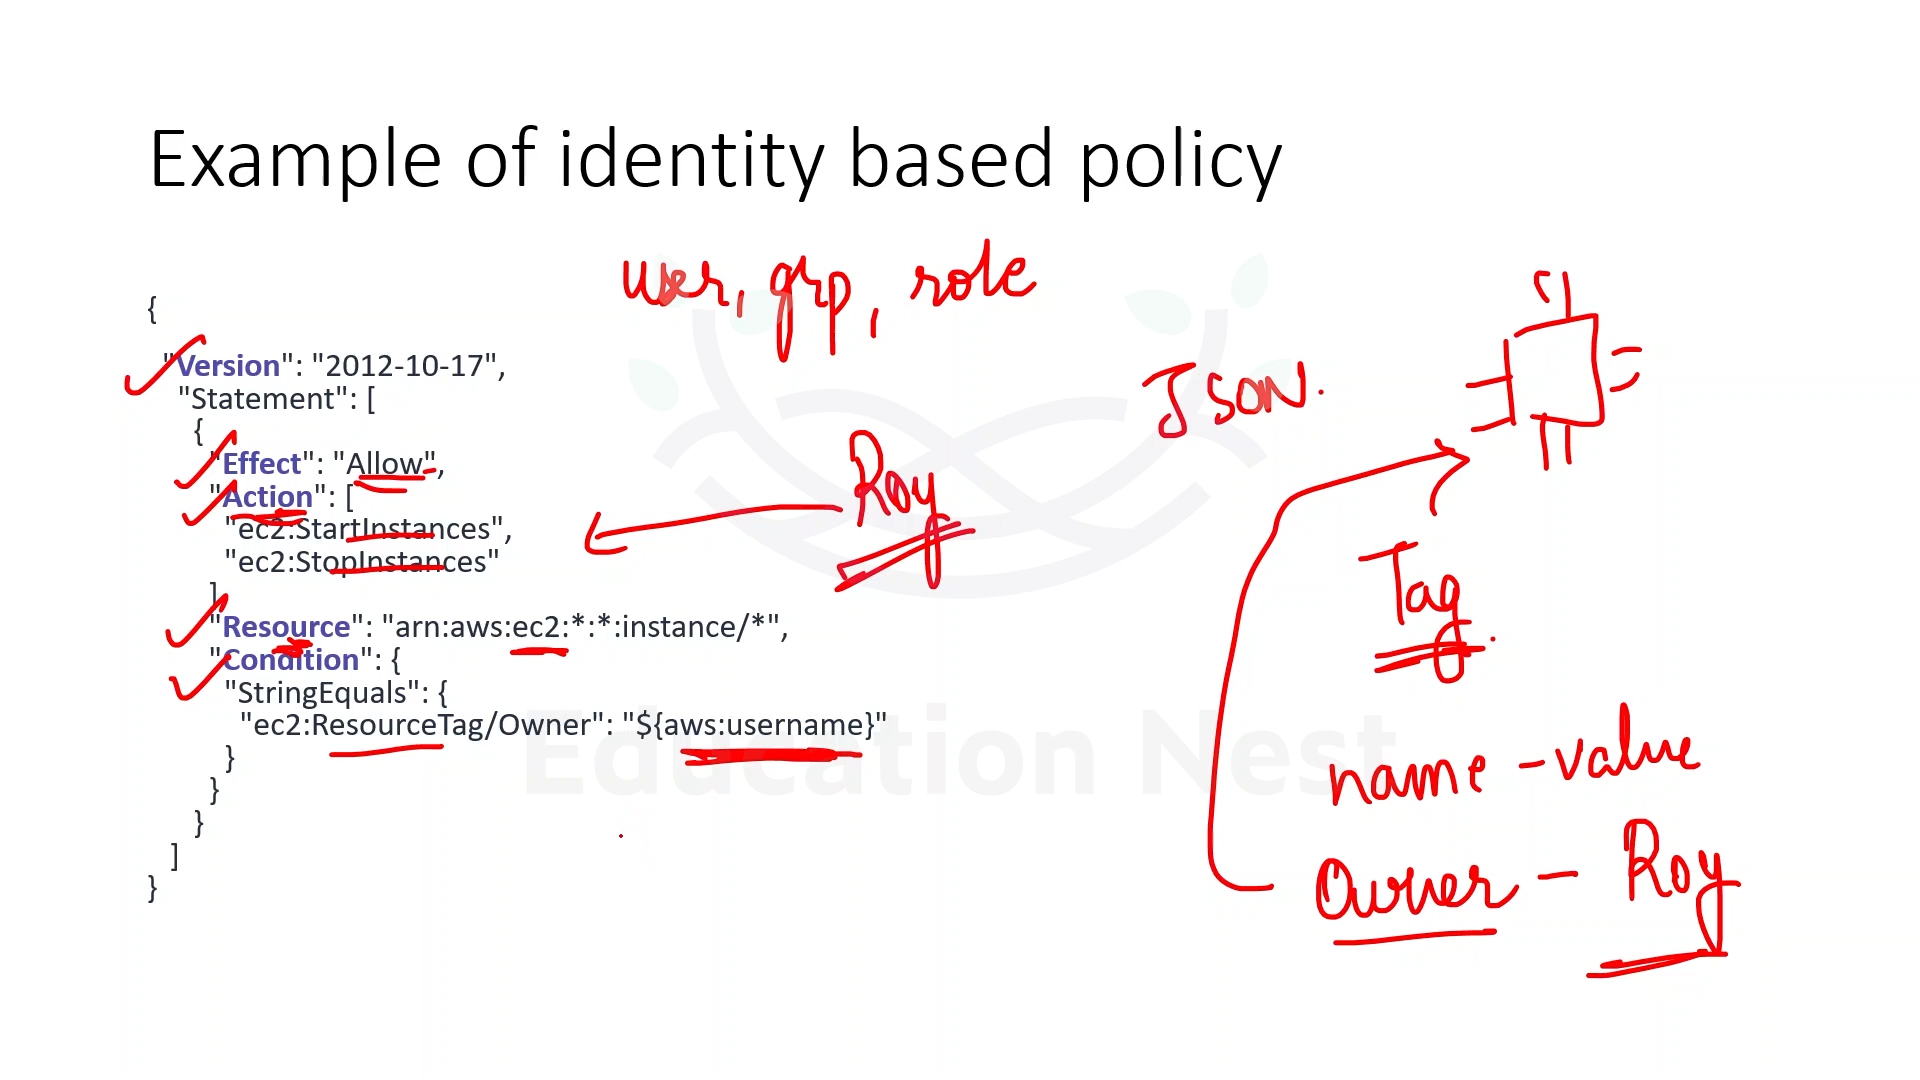 Example of identity based policy
user, grp, role
{
"Version": "2012-10-17",
"Statement": [
{
"Effect": "Allow",
"Action": [
"ec2:StartInstances",
"ec2:StopInstances"
]
"Resource": "arn:aws:ec2:*:*:instance/*",
"Condition": {
"StringEquals": {
"ec2:ResourceTag/Owner": "${aws:username}"
}
}
}
]
}
Roy
JSON.
Tag
name - value
Owner - Roy
Education Nest